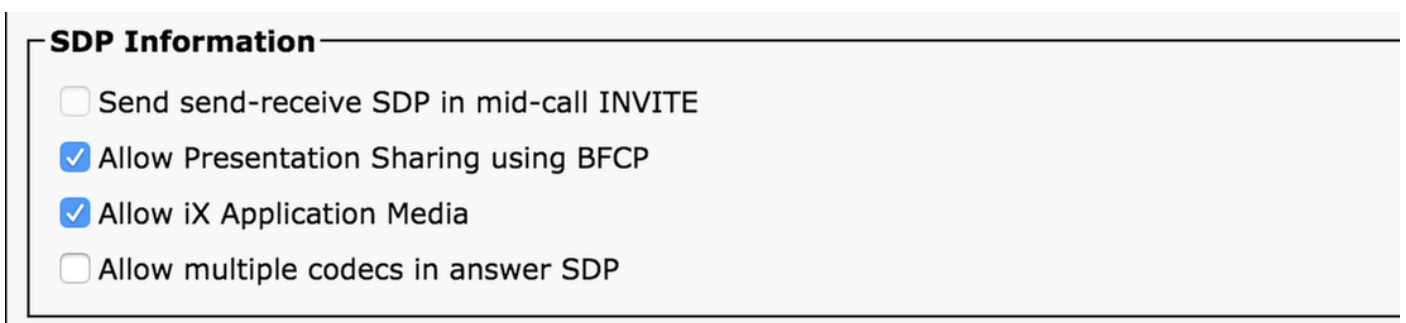 SDP Information
Send send-receive SDP in mid-call INVITE
Allow Presentation Sharing using BFCP
Allow iX Application Media
Allow multiple codecs in answer SDP